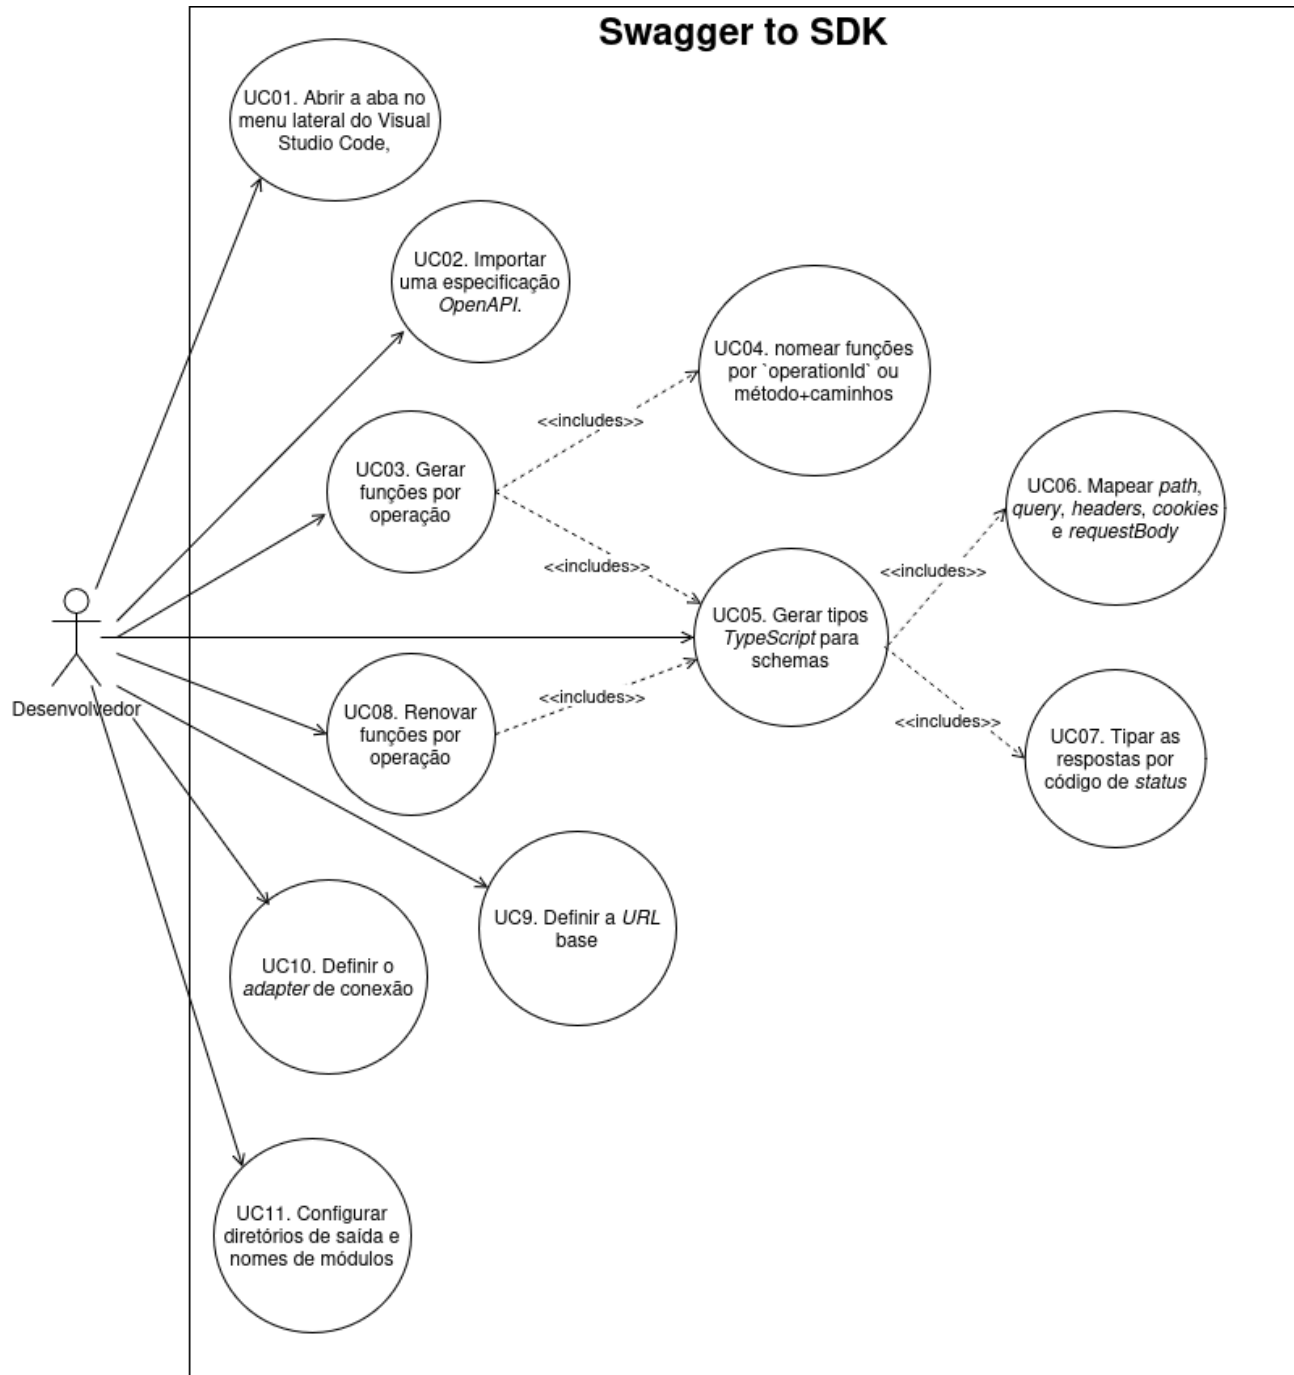 Swagger to SDK
UC01. Abrir a aba no
menu lateral do Visual
Studio Code,
UC02. Importar
uma especificação
OpenAPI.
UC04. nomear funções
por `operationId` ou
método+caminhos
<<includes>>
UC03. Gerar
funções por
operação
UC06. Mapear path,
query, headers, cookies
e requestBody
<<includes>>
<<includes>>
UC05. Gerar tipos
TypeScript para
schemas
Desenvolvedor
UC08. Renovar
funções por
operação
<<includes>>
<<includes>>
UC07. Tipar as
respostas por
código de status
UC9. Definir a URL
base
UC10. Definir o
adapter de conexão
UC11. Configurar
diretórios de saída e
nomes de módulos